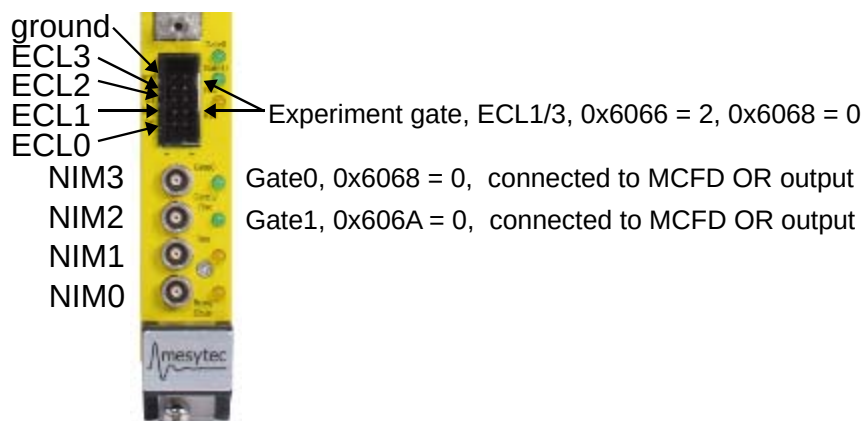 ground
ECL3
ECL2
ECL1
ECL0
Experiment gate, ECL1/3, 0x6066 = 2, 0x6068 = 0
NIM3
Gate0, 0x6068 = 0, connected to MCFD OR output
NIM2
Gate1, 0x606A = 0, connected to MCFD OR output
NIM1
NIM0
mesytec